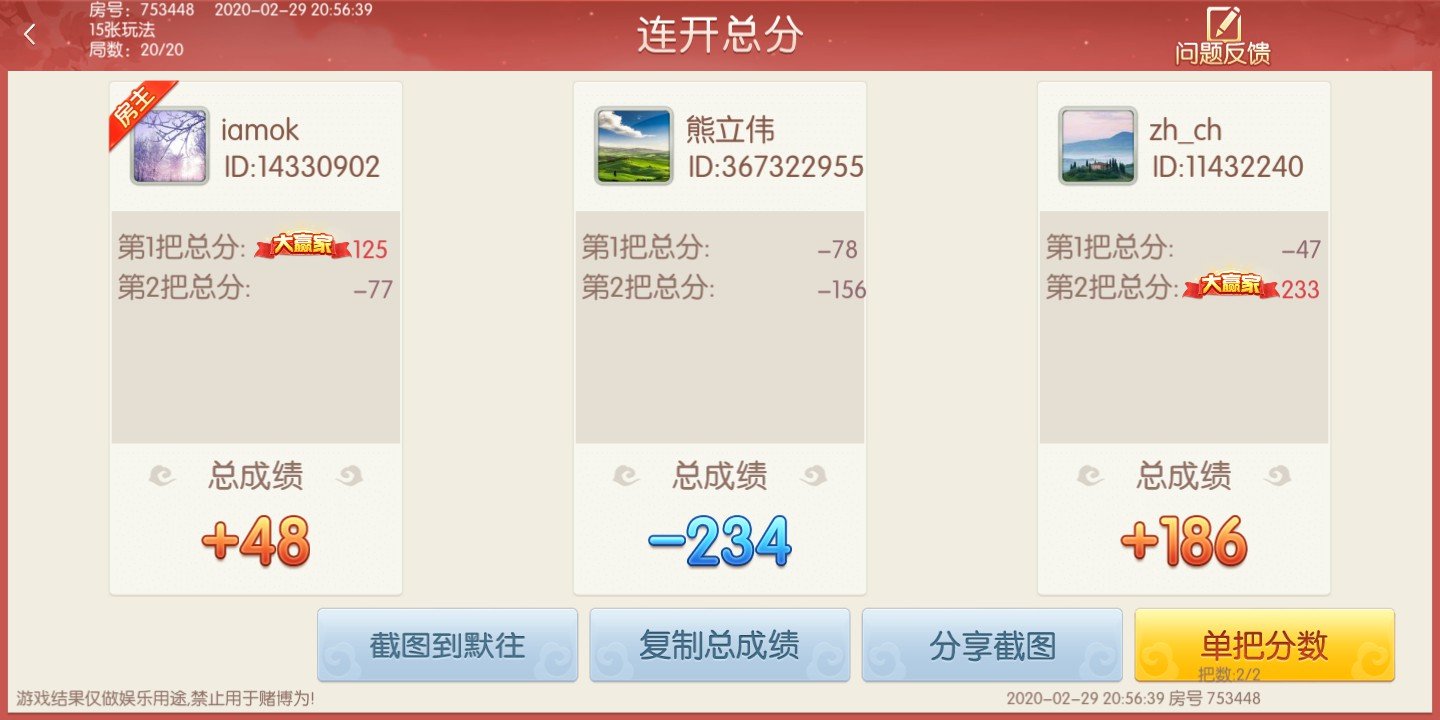 房号：753448 2020-02-29 20:56:39
15张玩法
局数：20/20
连开总分
问题反馈
房主
iamok
ID:14330902
第1把总分: 大赢家 125
第2把总分: -77
总成绩
+48
熊立伟
ID:367322955
第1把总分: -78
第2把总分: -156
总成绩
-234
zh_ch
ID:11432240
第1把总分: -47
第2把总分: 大赢家 233
总成绩
+186
截图到默往
复制总成绩
分享截图
单把分数
把数:2/2
游戏结果仅做娱乐用途,禁止用于赌博为!
2020-02-29 20:56:39 房号 753448